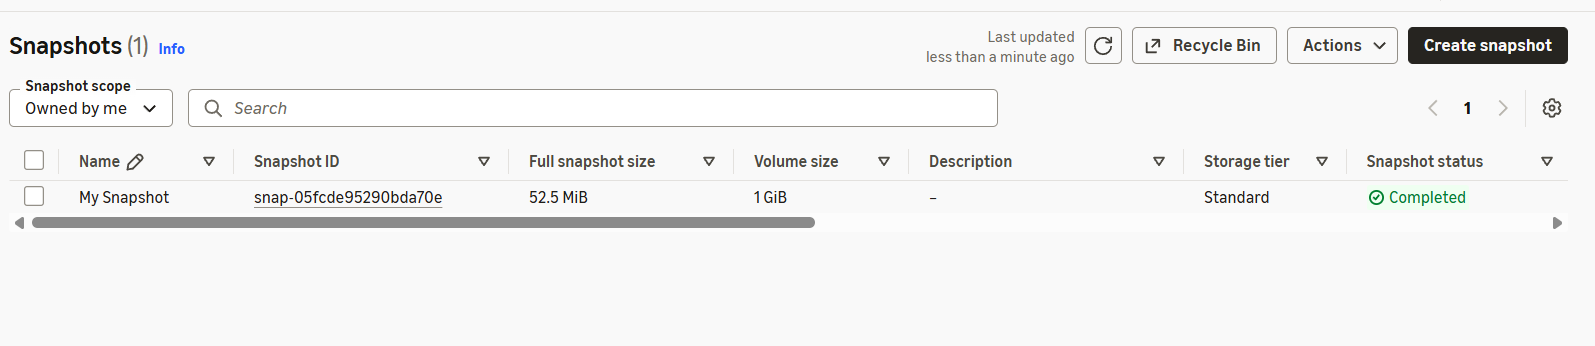 Snapshots (1) Info
Last updated
less than a minute ago
Recycle Bin
Actions
Create snapshot
Snapshot scope
Owned by me
Search
1
Name Snapshot ID Full snapshot size Volume size Description Storage tier Snapshot status
My Snapshot snap-05fcde95290bda70e 52.5 MiB 1 GiB – Standard Completed